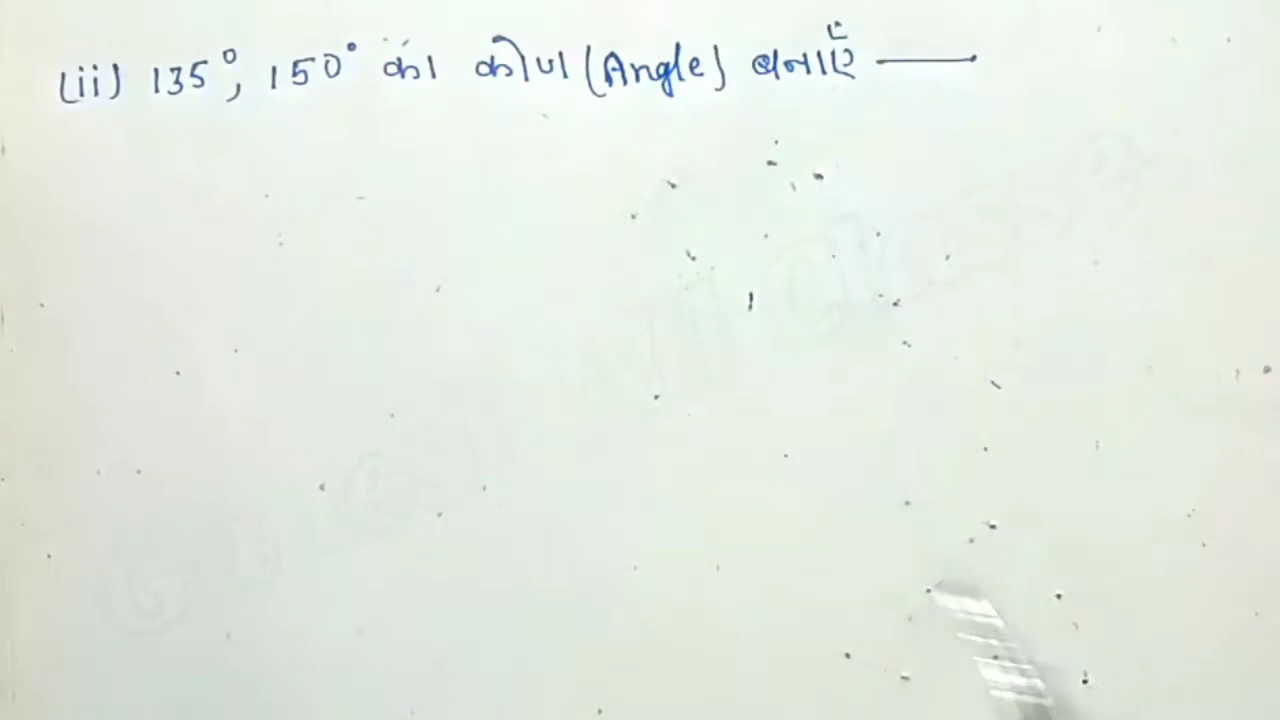 (ii) 135°, 150° का कोण (Angle) बनाएँ —